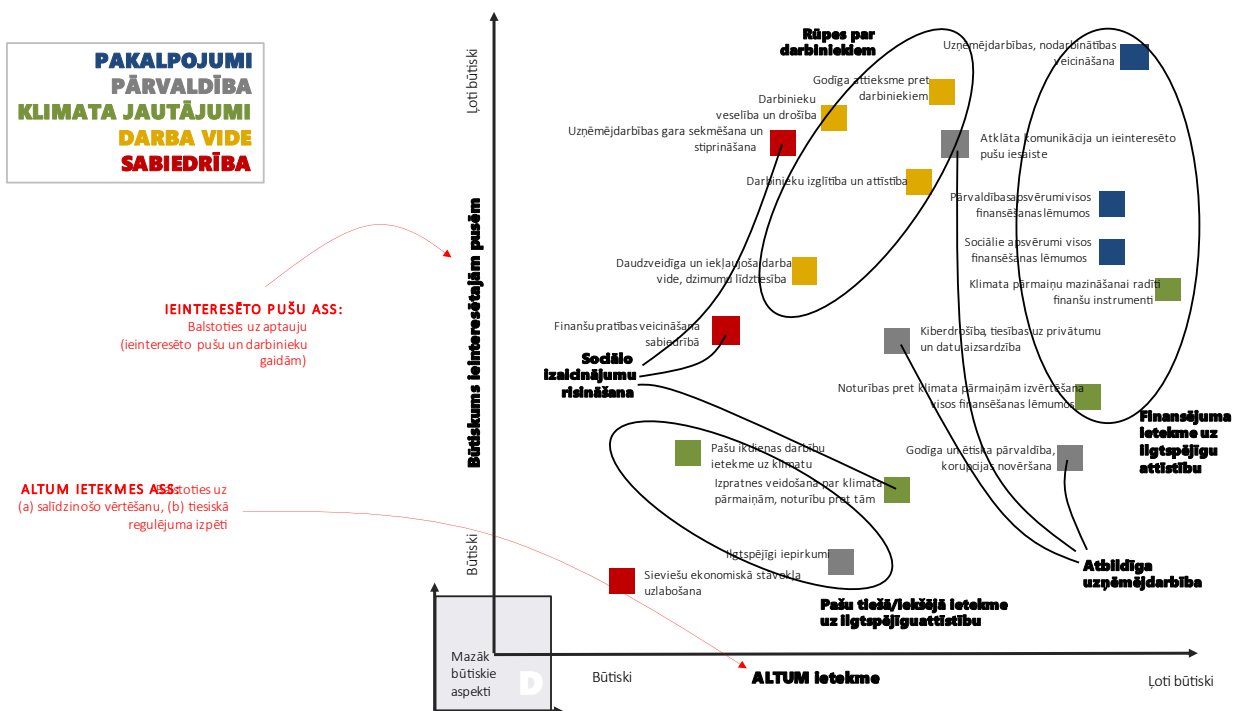 PAKALPOJUMI
PĀRVALDĪBA
KLIMATA JAUTĀJUMI
DARBA VIDE
SABIEDRĪBA
IEINTERESĒTO PUŠU ASS:
Balstoties uz aptauju
(ieinteresēto pušu un darbinieku
gaidām)
ALTUM IETEKMES ASS: Balstoties uz
(a) salīdzinošo vērtēšanu, (b) tiesiskā
regulējuma izpēti
Ļoti būtiski
Būtiskums ieinteresētajām pusēm
Būtiski
Rūpes par
darbiniekiem
Uzņēmējdarbības, nodarbinātības
veicināšana
Godīga attieksme pret
darbiniekiem
Darbinieku
veselība un drošība
Uzņēmējdarbības gara sekmēšana un
stiprināšana
Atklāta komunikācija un ieinteresēto
pušu iesaiste
Darbinieku izglītība un attīstība
Pārvaldības apsvērumi visos
finansēšanas lēmumos
Sociālie apsvērumi visos
finansēšanas lēmumos
Daudzveidīga un iekļaujoša darba
vide, dzimumu līdztiesība
Klimata pārmaiņu mazināšanai radīti
finanšu instrumenti
Finanšu pratības veicināšana
sabiedrībā
Kiberdrošība, tiesības uz privātumu
un datu aizsardzība
Sociālo
izaicinājumu
risināšana
Noturības pret klimata pārmaiņām izvērtēšana
visos finansēšanas lēmumos
Finansējuma
ietekme uz
ilgtspējīgu
attīstību
Pašu ikdienas darbību
ietekme uz klimatu
Godīga un ētiska pārvaldība,
korupcijas novēršana
Izpratnes veidošana par klimata
pārmaiņām, noturību pret tām
Ilgtspējīgi iepirkumi
Sieviešu ekonomiskā stavokļa
uzlabošana
Atbildīga
uzņēmējdarbība
Pašu tiešā/iekšējā ietekme
uz ilgtspējīgu attīstību
Mazāk
būtiskie
aspekti
D
Būtiski
ALTUM ietekme
Ļoti būtiski